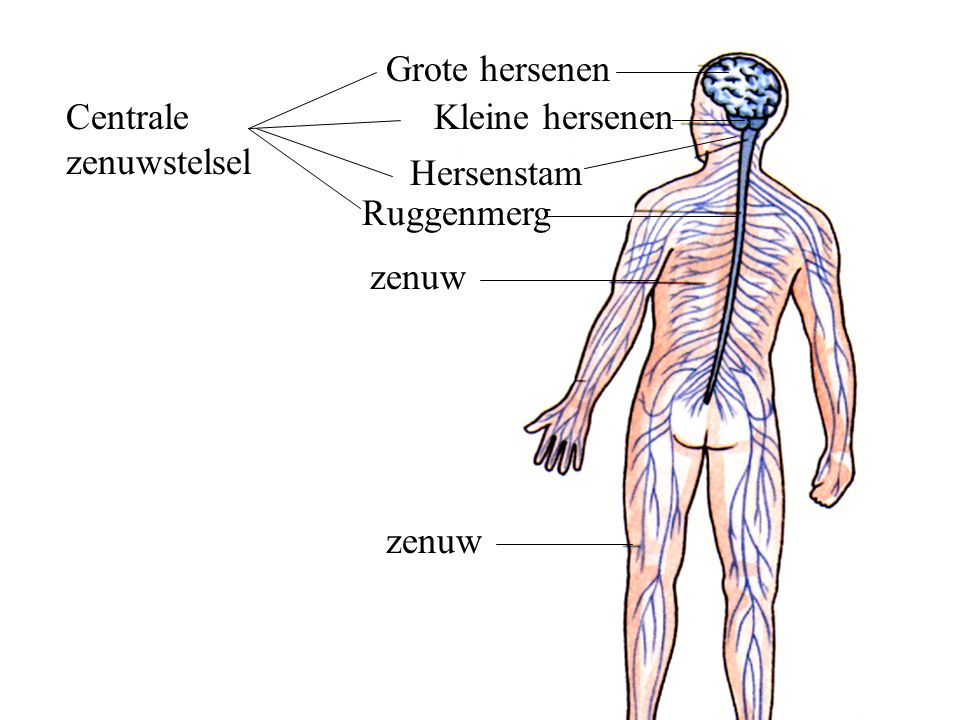 Grote hersenen
Centrale
zenuwstelsel
Kleine hersenen
Hersenstam
Ruggenmerg
zenuw
zenuw